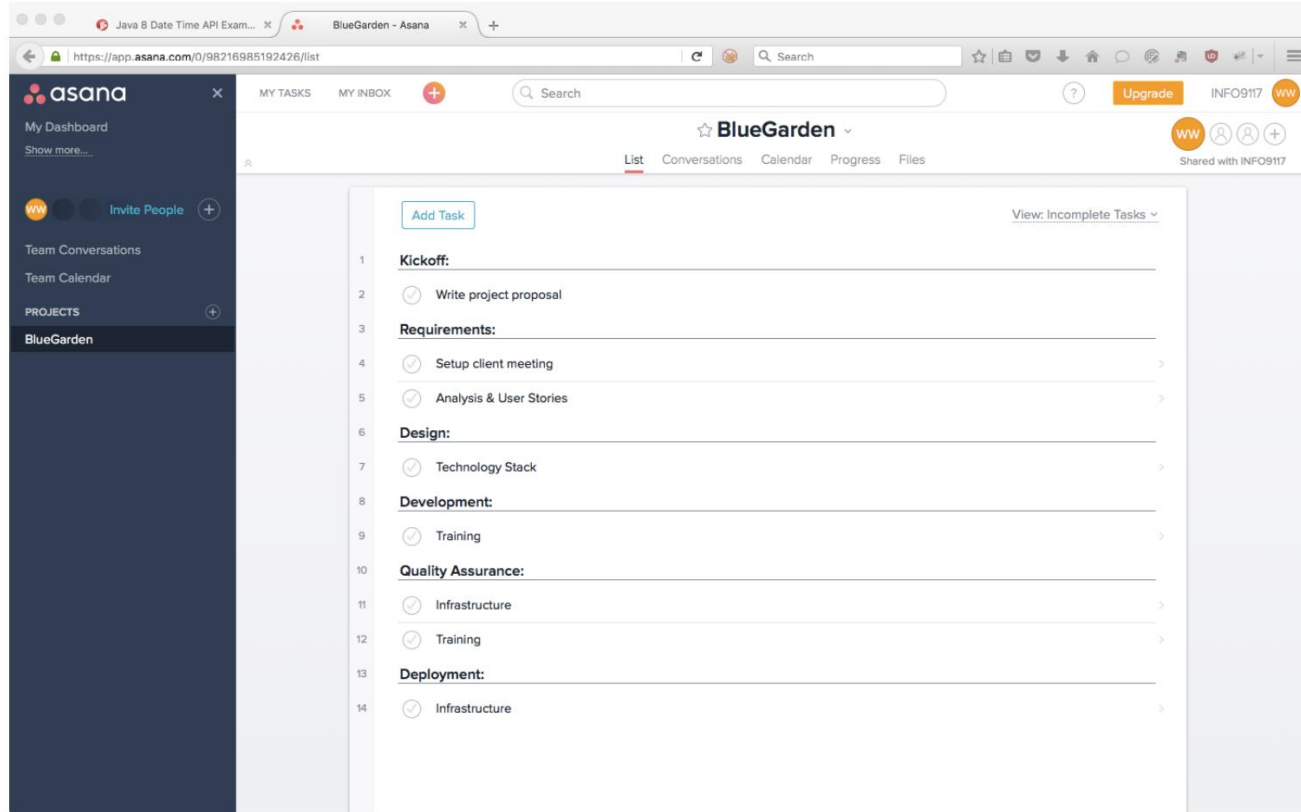 Java 8 Date Time API Exam...
BlueGarden - Asana
https://app.asana.com/0/98216985192426/list
Search
asana
MY TASKS
MY INBOX
Search
?
Upgrade
INFO9117
WW
My Dashboard
Show more...
BlueGarden
WW
Shared with INFO9117
List Conversations Calendar Progress Files
WW
Invite People
Team Conversations
Team Calendar
PROJECTS
BlueGarden
Add Task
View: Incomplete Tasks
1 Kickoff:
2 Write project proposal
3 Requirements:
4 Setup client meeting
5 Analysis & User Stories
6 Design:
7 Technology Stack
8 Development:
9 Training
10 Quality Assurance:
11 Infrastructure
12 Training
13 Deployment:
14 Infrastructure